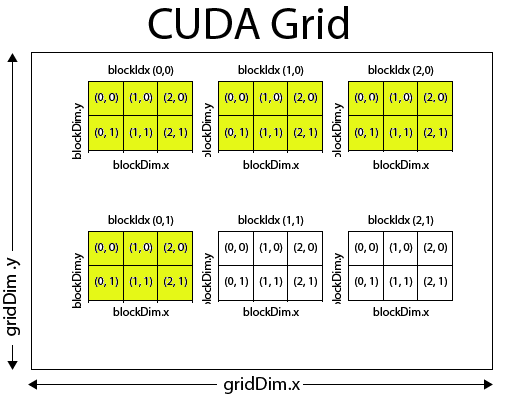 CUDA Grid
blockIdx (0,0) blockIdx (1,0) blockIdx (2,0)
blockDim.y (0, 0) (1, 0) (2, 0) blockDim.y (0, 0) (1, 0) (2, 0) blockDim.y (0, 0) (1, 0) (2, 0)
(0, 1) (1, 1) (2, 1) (0, 1) (1, 1) (2, 1) (0, 1) (1, 1) (2, 1)
blockDim.x blockDim.x blockDim.x
blockIdx (0,1) blockIdx (1,1) blockIdx (2,1)
blockDim.y (0, 0) (1, 0) (2, 0) blockDim.y (0, 0) (1, 0) (2, 0) blockDim.y (0, 0) (1, 0) (2, 0)
(0, 1) (1, 1) (2, 1) (0, 1) (1, 1) (2, 1) (0, 1) (1, 1) (2, 1)
blockDim.x blockDim.x blockDim.x
gridDim .y
gridDim.x